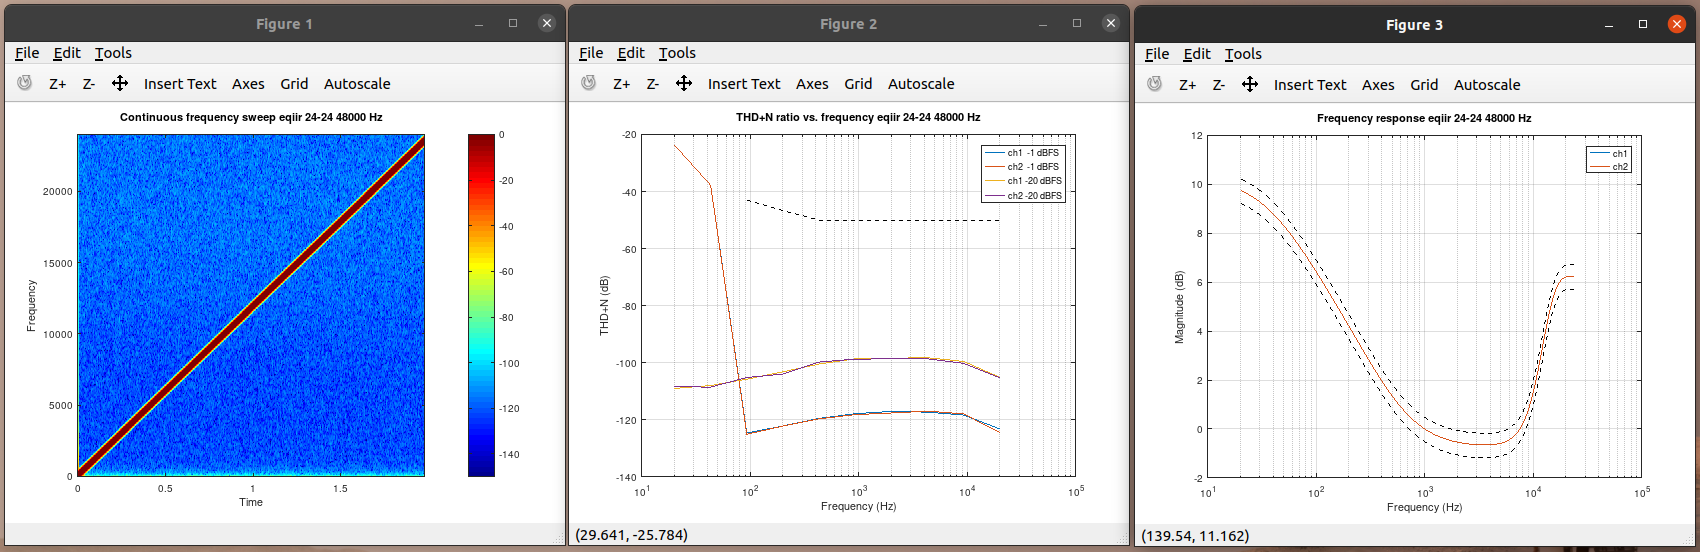 Figure 1
File Edit Tools
Z+ Z- Insert Text Axes Grid Autoscale
Continuous frequency sweep eqiir 24-24 48000 Hz
Frequency
20000
15000
10000
5000
0
0 0.5 1 1.5
Time
0
-20
-40
-60
-80
-100
-120
-140
Figure 2
File Edit Tools
Z+ Z- Insert Text Axes Grid Autoscale
THD+N ratio vs. frequency eqiir 24-24 48000 Hz
THD+N (dB)
-20
-40
-60
-80
-100
-120
-140
ch1 -1 dBFS
ch2 -1 dBFS
ch1 -20 dBFS
ch2 -20 dBFS
10^1 10^2 10^3 10^4 10^5
Frequency (Hz)
(29.641, -25.784)
Figure 3
File Edit Tools
Z+ Z- Insert Text Axes Grid Autoscale
Frequency response eqiir 24-24 48000 Hz
Magnitude (dB)
12
10
8
6
4
2
0
-2
ch1
ch2
10^1 10^2 10^3 10^4 10^5
Frequency (Hz)
(139.54, 11.162)